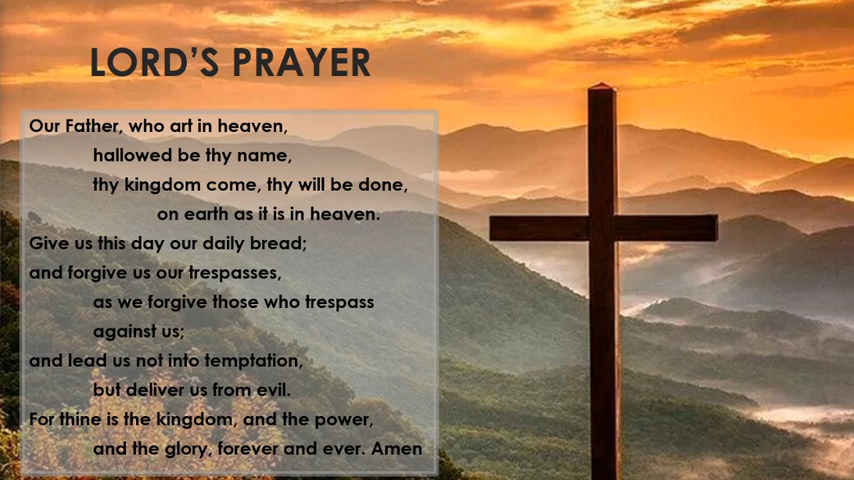 LORD’S PRAYER
Our Father, who art in heaven,
hallowed be thy name,
thy kingdom come, thy will be done,
on earth as it is in heaven.
Give us this day our daily bread;
and forgive us our trespasses,
as we forgive those who trespass
against us;
and lead us not into temptation,
but deliver us from evil.
For thine is the kingdom, and the power,
and the glory, forever and ever. Amen